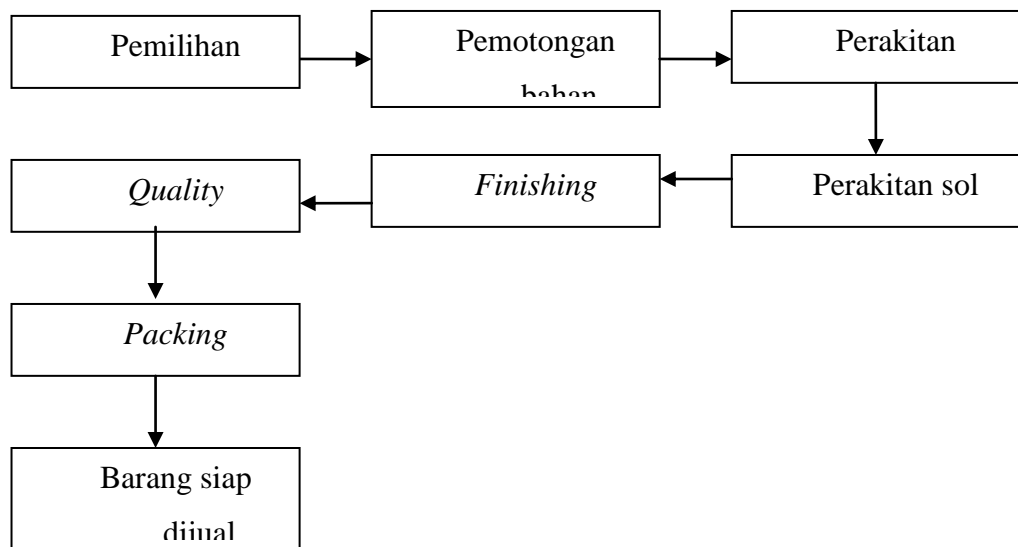 Pemilihan
Pemotongan
bahan
Perakitan
Perakitan sol
Finishing
Quality
Packing
Barang siap
dijual